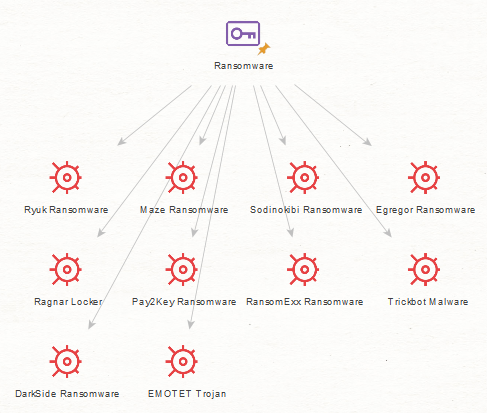 Ransomware
Ryuk Ransomware
Maze Ransomware
Sodinokibi Ransomware
Egregor Ransomware
Ragnar Locker
Pay2Key Ransomware
RansomExx Ransomware
Trickbot Malware
DarkSide Ransomware
EMOTET Trojan